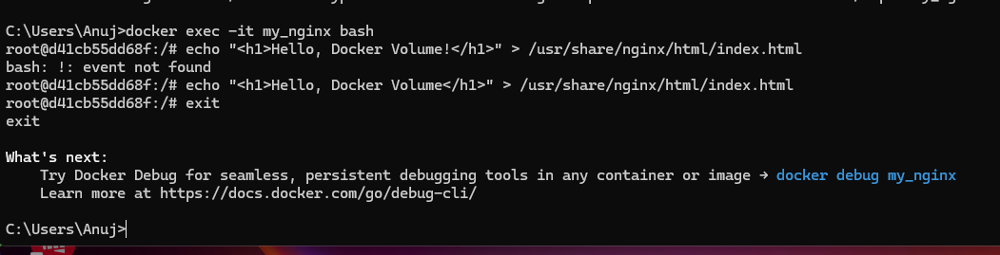 C:\Users\Anuj>docker exec -it my_nginx bash
root@d41cb55dd68f:/# echo "<h1>Hello, Docker Volume!</h1>" > /usr/share/nginx/html/index.html
bash: !: event not found
root@d41cb55dd68f:/# echo "<h1>Hello, Docker Volume</h1>" > /usr/share/nginx/html/index.html
root@d41cb55dd68f:/# exit
exit
What's next:
Try Docker Debug for seamless, persistent debugging tools in any container or image → docker debug my_nginx
Learn more at https://docs.docker.com/go/debug-cli/
C:\Users\Anuj>